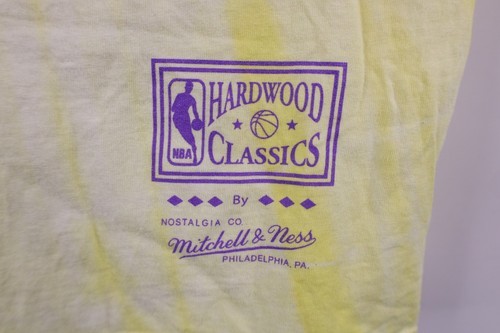 HARDWOOD
CLASSICS
NBA
By
NOSTALGIA CO.
Mitchell & Ness
PHILADELPHIA, PA.